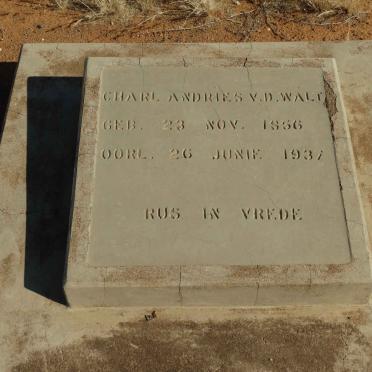 CHARL ANDRIES V.D. WALT
GEB. 23 NOV. 1856
OORL. 26 JUNIE 1937
RUS IN VREDE